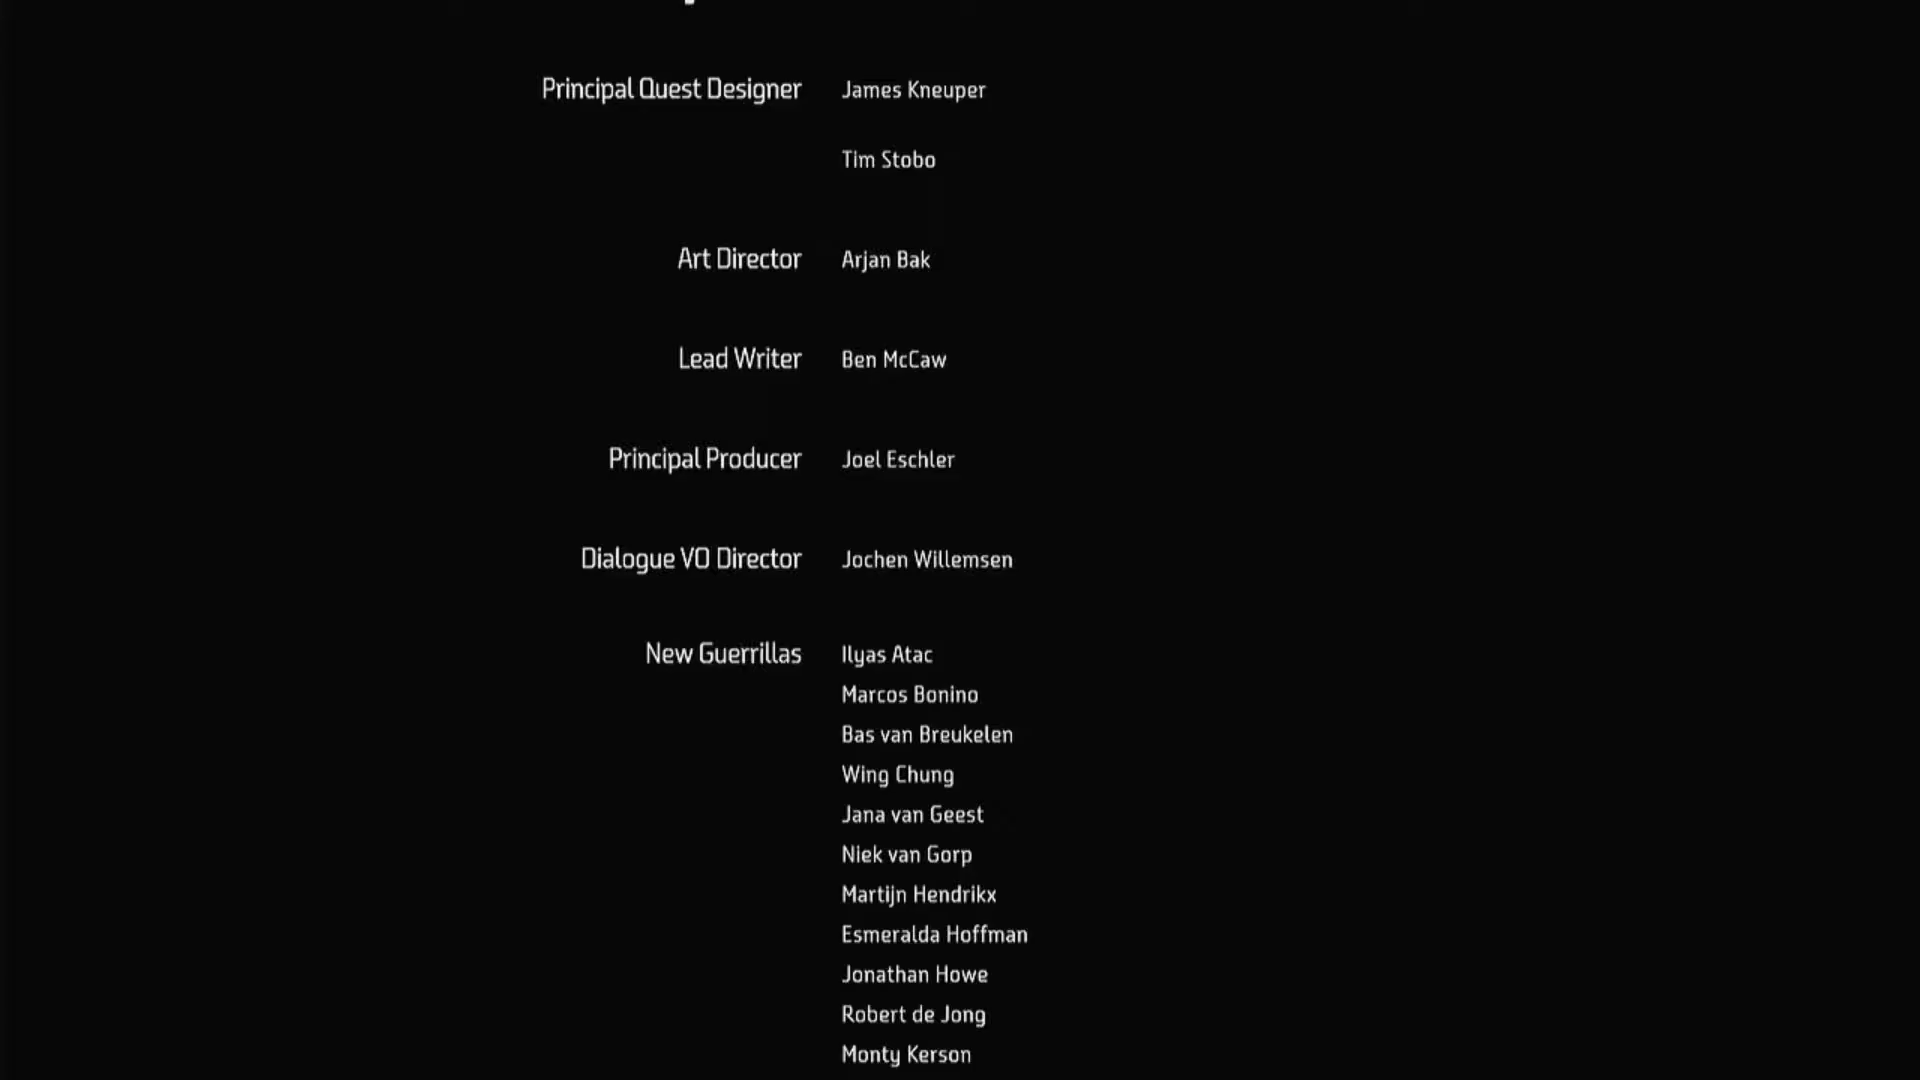 Principal Quest Designer James Kneuper
Tim Stobo
Art Director Arjan Bak
Lead Writer Ben McCaw
Principal Producer Joel Eschler
Dialogue VO Director Jochen Willemsen
New Guerrillas Ilyas Atac
Marcos Bonino
Bas van Breukelen
Wing Chung
Jana van Geest
Niek van Gorp
Martijn Hendrikx
Esmeralda Hoffman
Jonathan Howe
Robert de Jong
Monty Kerson